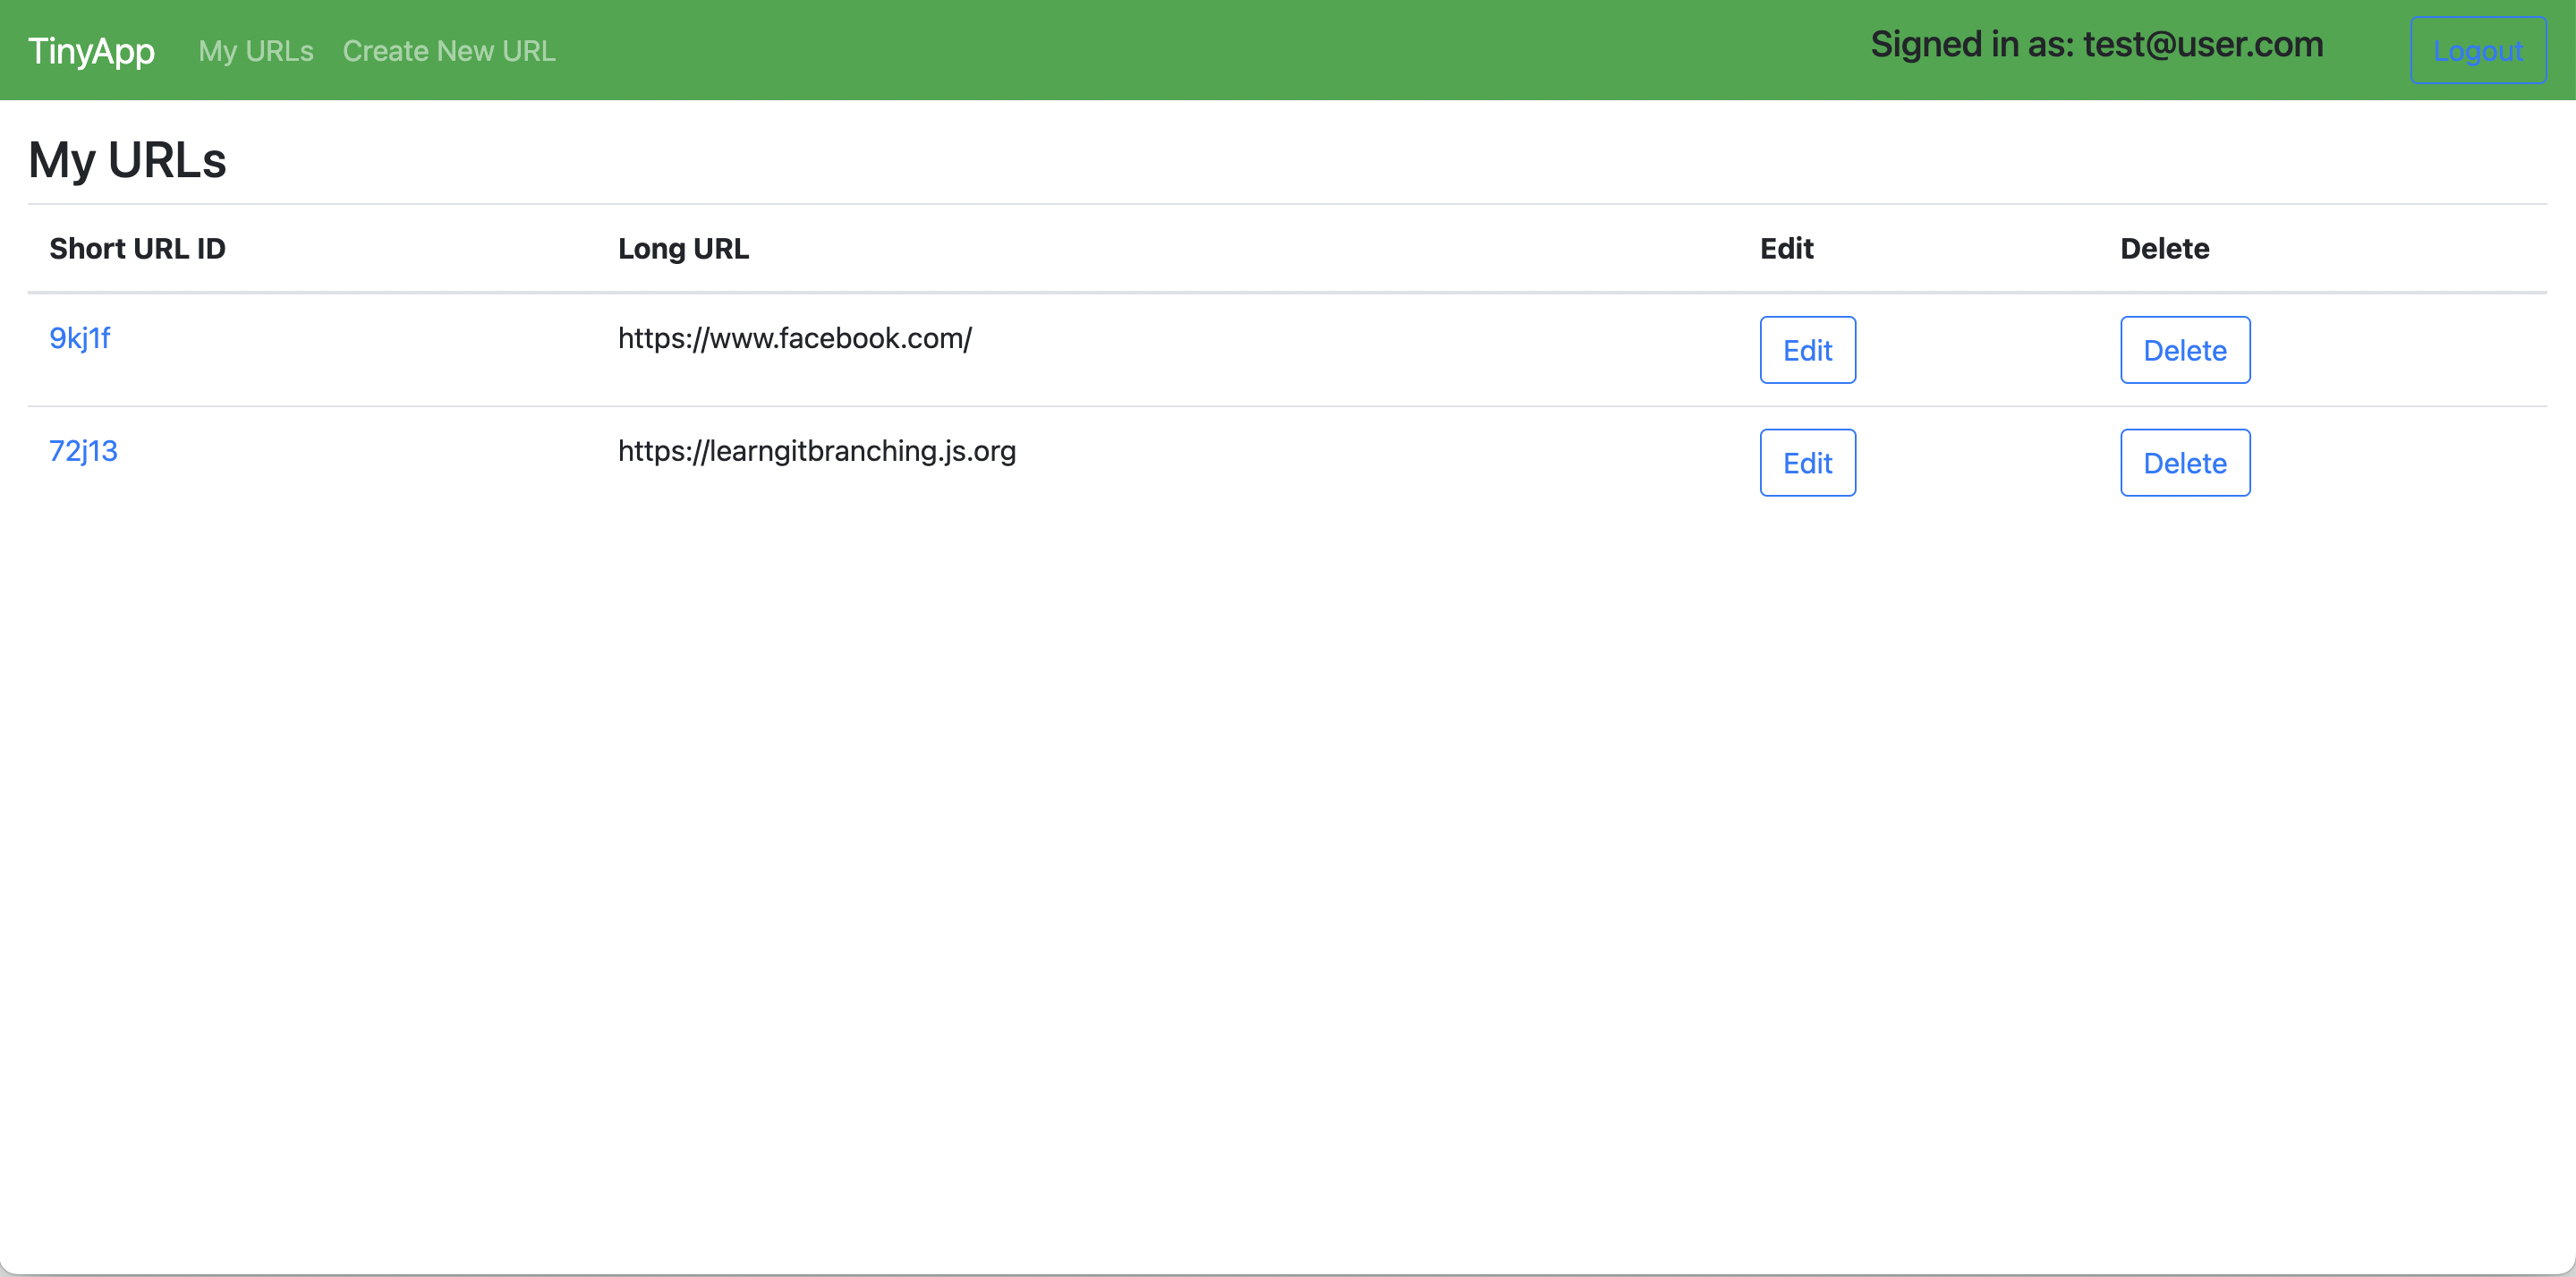 TinyApp My URLs Create New URL Signed in as: test@user.com Logout
My URLs
Short URL ID Long URL Edit Delete
9kj1f https://www.facebook.com/ Edit Delete
72j13 https://learngitbranching.js.org Edit Delete